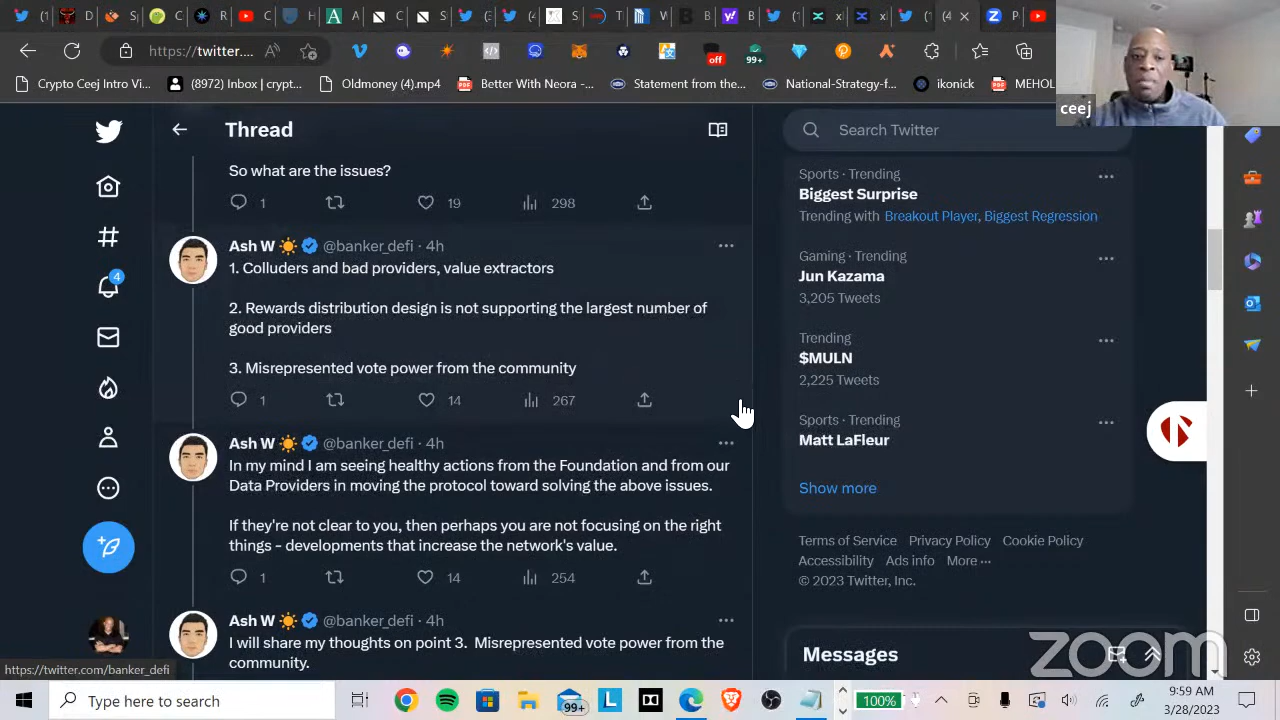 https://twitter....
off
99+
Crypto Ceej Intro Vi...
(8972) Inbox | crypt...
Oldmoney (4).mp4
Better With Neora -...
Statement from the...
National-Strategy-f...
ikonick
MEHOL
ceej
Thread
Search Twitter
So what are the issues?
1
19
298
Ash W @banker_defi · 4h
1. Colluders and bad providers, value extractors
2. Rewards distribution design is not supporting the largest number of
good providers
3. Misrepresented vote power from the community
1
14
267
Ash W @banker_defi · 4h
In my mind I am seeing healthy actions from the Foundation and from our
Data Providers in moving the protocol toward solving the above issues.
If they're not clear to you, then perhaps you are not focusing on the right
things - developments that increase the network's value.
1
14
254
Ash W @banker_defi · 4h
I will share my thoughts on point 3. Misrepresented vote power from the
community.
4
Sports · Trending
Biggest Surprise
Trending with Breakout Player, Biggest Regression
Gaming · Trending
Jun Kazama
3,205 Tweets
Trending
$MULN
2,225 Tweets
Sports · Trending
Matt LaFleur
Show more
Terms of Service Privacy Policy Cookie Policy
Accessibility Ads info More ···
© 2023 Twitter, Inc.
Messages
zoom
https://twitter.com/banker_defi
Type here to search
99+
100%
9:59 AM
3/28/2023